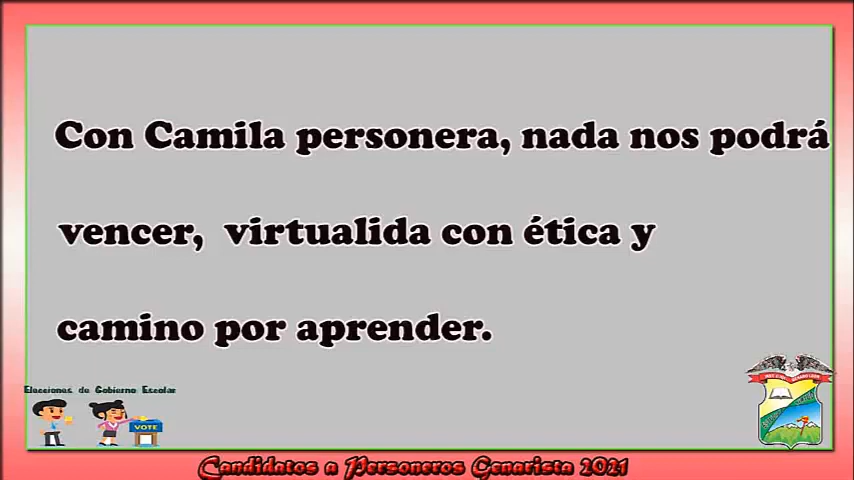 Con Camila personera, nada nos podrá
vencer, virtualida con ética y
camino por aprender.
Elecciones de Gobierno Escolar
VOTE
Candidatos a Personeros Genarista 2021